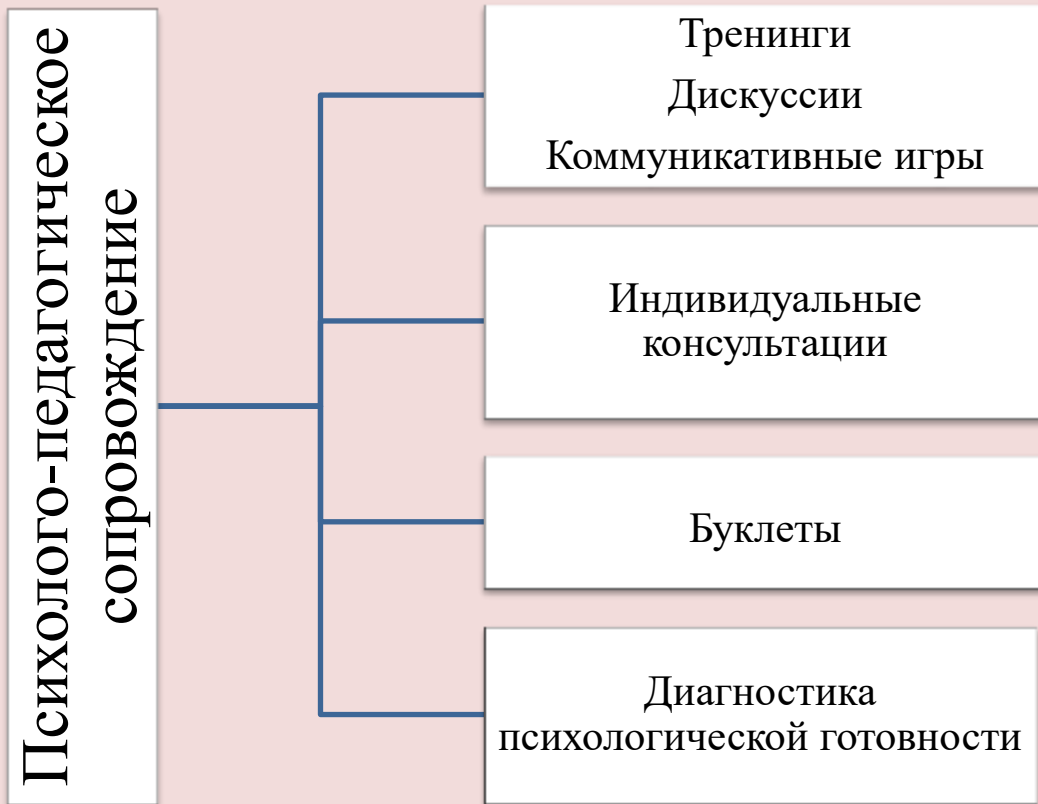 Психолого-педагогическое
сопровождение
Тренинги
Дискуссии
Коммуникативные игры
Индивидуальные
консультации
Буклеты
Диагностика
психологической готовности